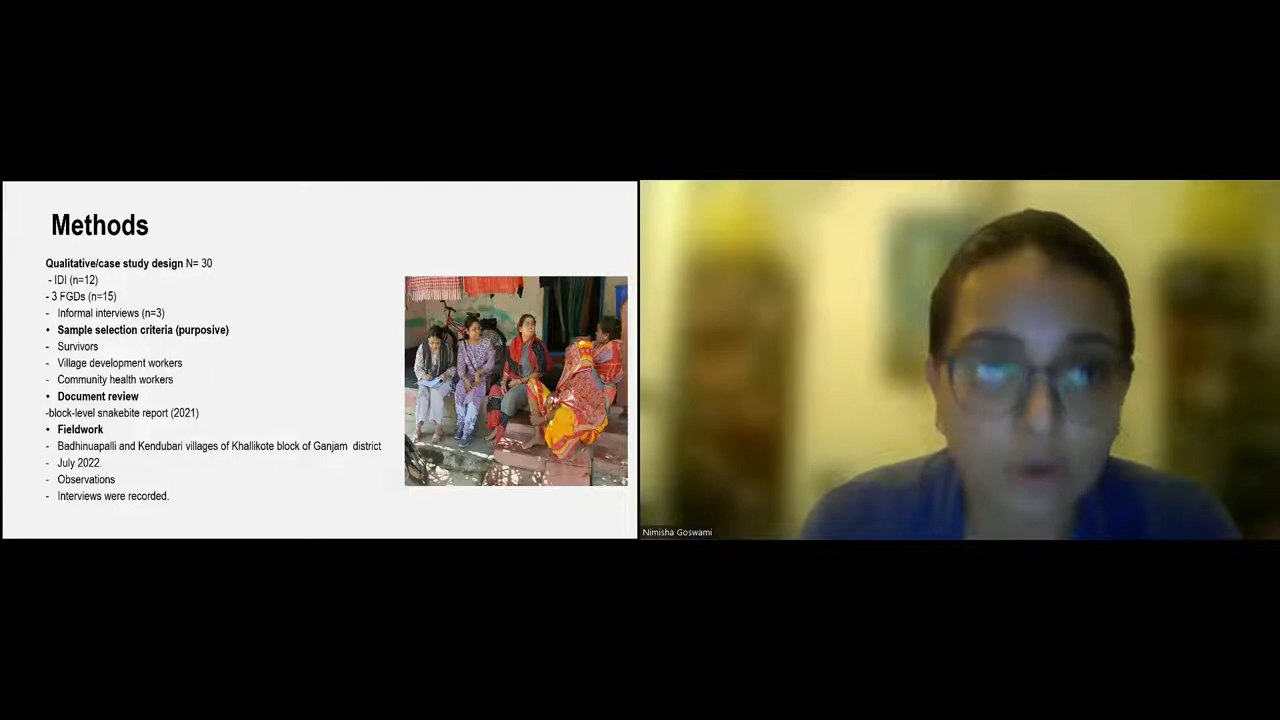 Methods
Qualitative/case study design N= 30
- IDI (n=12)
- 3 FGDs (n=15)
- Informal interviews (n=3)
• Sample selection criteria (purposive)
- Survivors
- Village development workers
- Community health workers
• Document review
-block-level snakebite report (2021)
• Fieldwork
- Badhinuapalli and Kendubari villages of Khallikote block of Ganjam district
- July 2022.
- Observations
- Interviews were recorded.
Nimisha Goswami